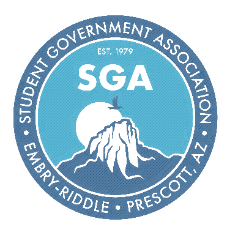 STUDENT GOVERNMENT ASSOCIATION
EST. 1979
SGA
• EMBRY-RIDDLE • PRESCOTT, AZ •